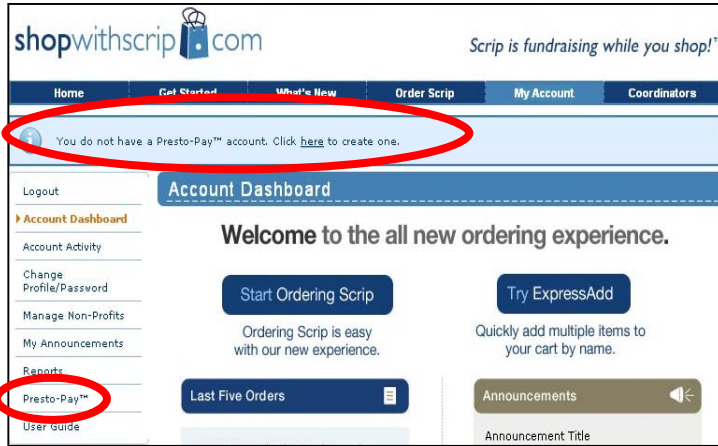 shopwithscrip com
Scrip is fundraising while you shop!™
Home Get Started What's New Order Scrip My Account Coordinators
You do not have a Presto-Pay™ account. Click here to create one.
Logout
Account Dashboard
Account Activity
Change
Profile/Password
Manage Non-Profits
My Announcements
Reports
Presto-Pay™
User Guide
Account Dashboard
Welcome to the all new ordering experience.
Start Ordering Scrip
Ordering Scrip is easy
with our new experience.
Try ExpressAdd
Quickly add multiple items to
your cart by name.
Last Five Orders
Announcements
Announcement Title